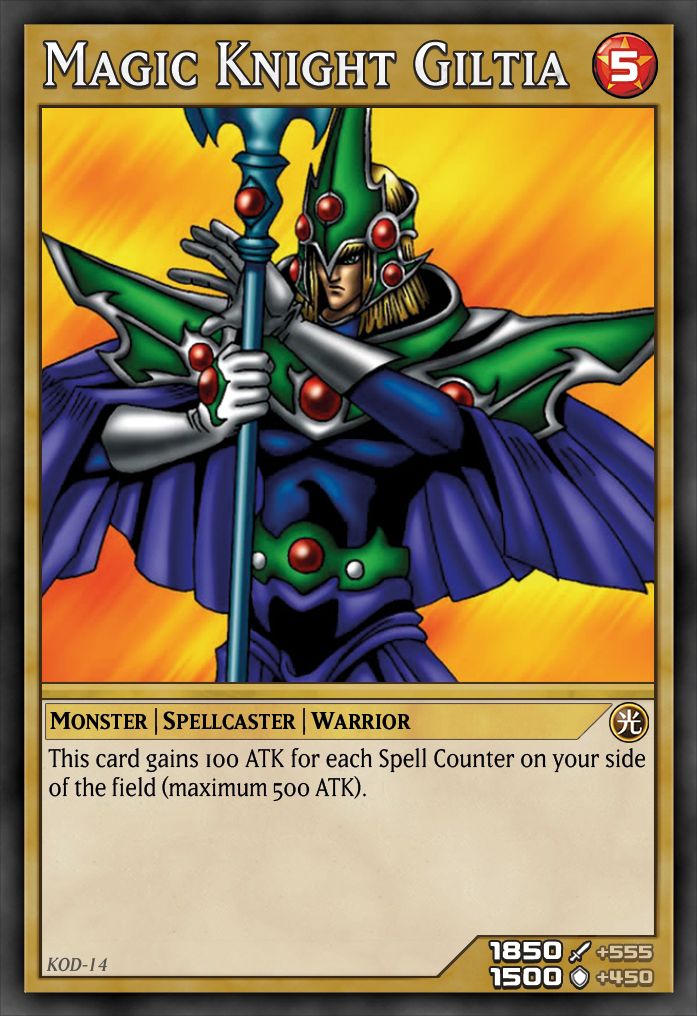 Magic Knight Giltia
5
Monster | Spellcaster | Warrior
光
This card gains 100 ATK for each Spell Counter on your side
of the field (maximum 500 ATK).
KOD-14
1850 +555
1500 +450